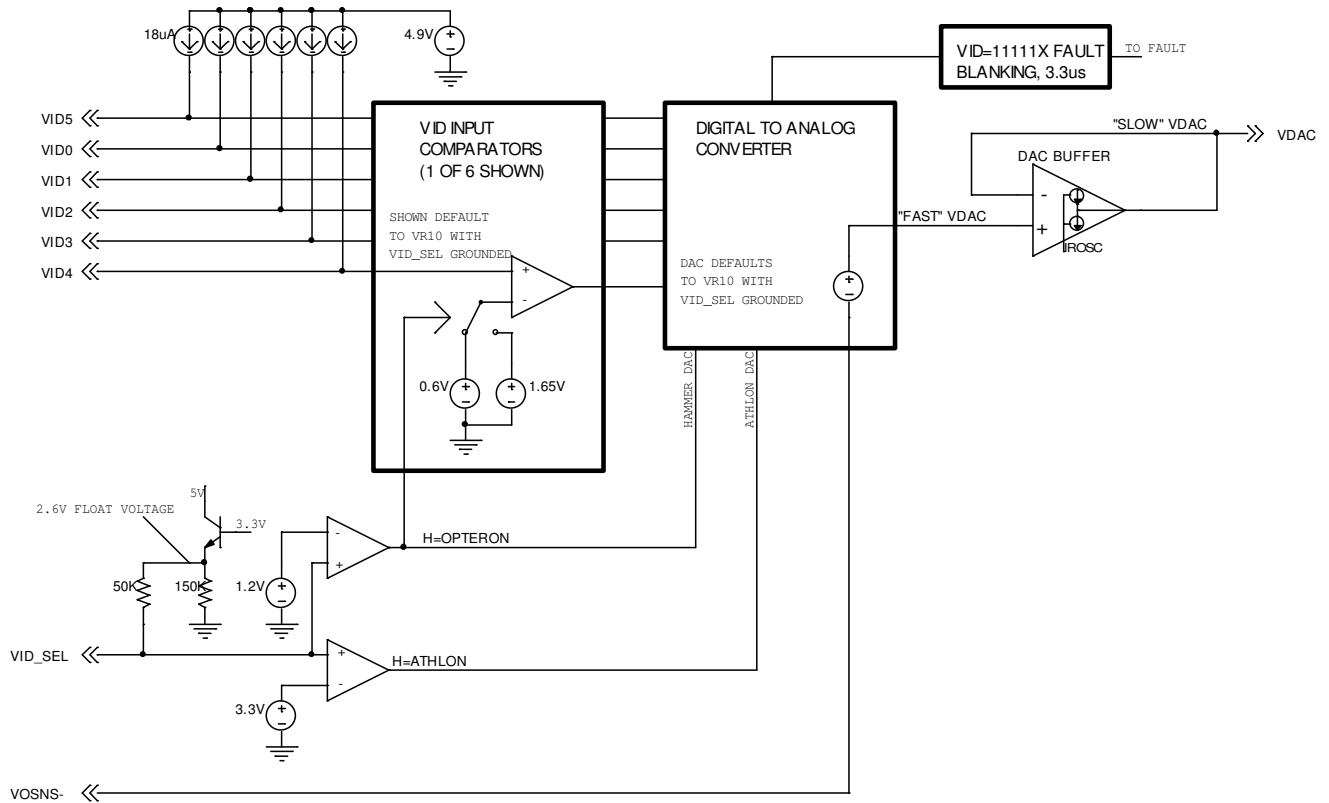 18uA
4.9V
VID=11111X FAULT
BLANKING, 3.3us
TO FAULT
VID5
VID0
VID1
VID2
VID3
VID4
VID INPUT
COMPARATORS
(1 OF 6 SHOWN)
SHOWN DEFAULT
TO VR10 WITH
VID_SEL GROUNDED
+
-
0.6V
+
-
+
-
1.65V
DIGITAL TO ANALOG
CONVERTER
DAC DEFAULTS
TO VR10 WITH
VID_SEL GROUNDED
+
-
"FAST" VDAC
"SLOW" VDAC
VDAC
DAC BUFFER
-
+
IROSC
HAMMER DAC
ATHLON DAC
2.6V FLOAT VOLTAGE
5V
3.3V
50K
150K
1.2V
+
-
-
+
H=OPTERON
VID_SEL
+
-
H=ATHLON
3.3V
+
-
VOSNS-